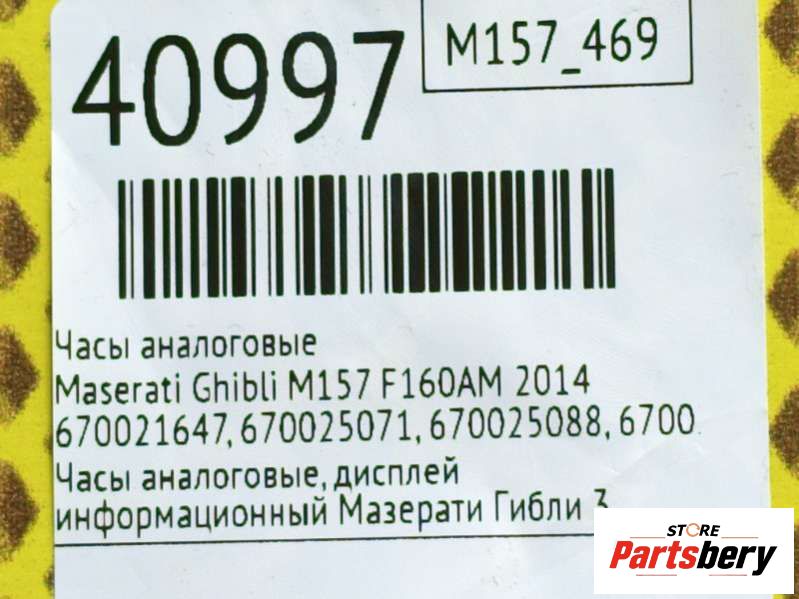 40997
M157_469
Часы аналоговые
Maserati Ghibli M157 F160AM 2014
670021647, 670025071, 670025088, 6700
Часы аналоговые, дисплей
информационный Мазерати Гибли 3
STORE
Partsbery